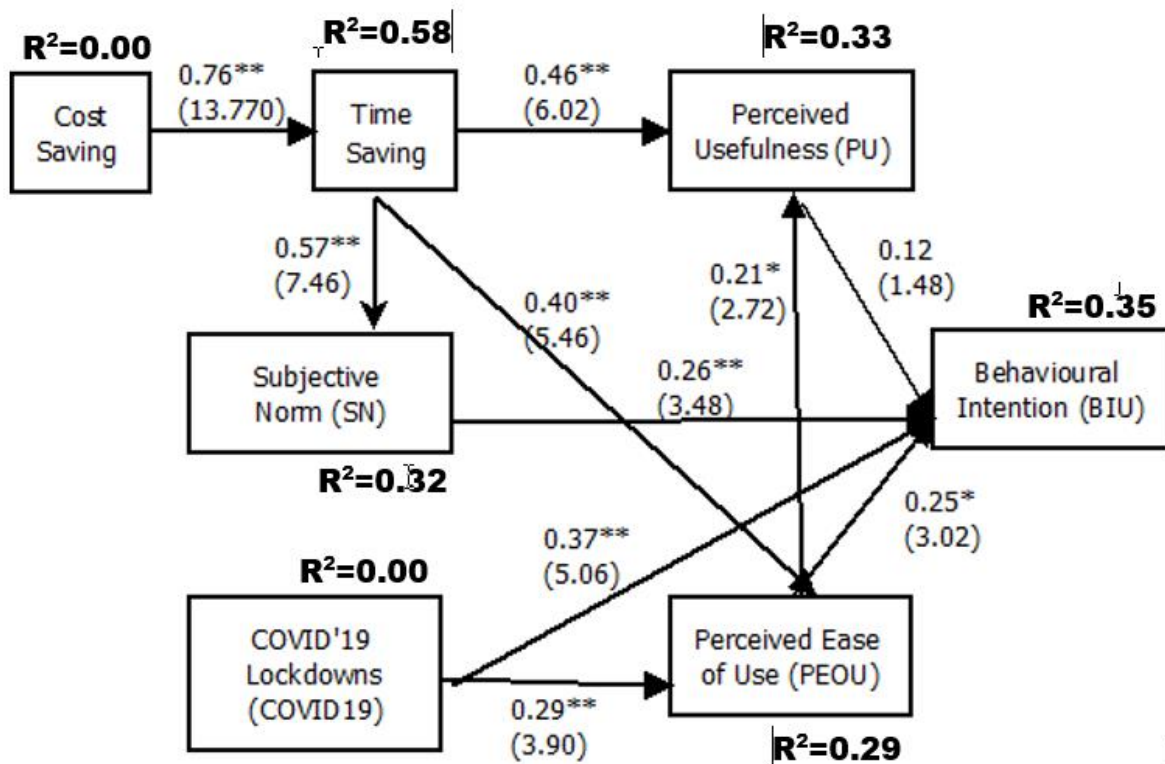 R²=0.00
R²=0.58
R²=0.33
0.76**
(13.770)
0.46**
(6.02)
Cost
Saving
Time
Saving
Perceived
Usefulness (PU)
0.57**
(7.46)
0.40**
(5.46)
0.21*
(2.72)
0.12
(1.48)
R²=0.35
Subjective
Norm (SN)
0.26**
(3.48)
Behavioural
Intention (BIU)
R²=0.32
0.37**
(5.06)
0.25*
(3.02)
R²=0.00
COVID'19
Lockdowns
(COVID19)
Perceived Ease
of Use (PEOU)
0.29**
(3.90)
R²=0.29